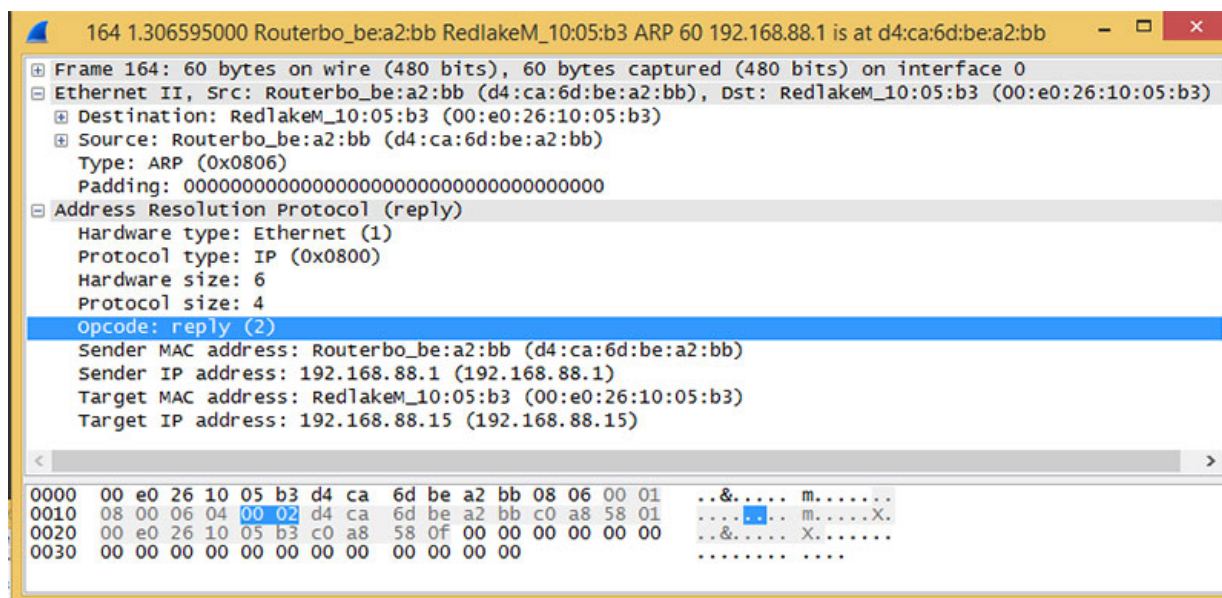 164 1.306595000 Routerbo_be:a2:bb RedlakeM_10:05:b3 ARP 60 192.168.88.1 is at d4:ca:6d:be:a2:bb
Frame 164: 60 bytes on wire (480 bits), 60 bytes captured (480 bits) on interface 0
Ethernet II, Src: Routerbo_be:a2:bb (d4:ca:6d:be:a2:bb), Dst: RedlakeM_10:05:b3 (00:e0:26:10:05:b3)
Destination: RedlakeM_10:05:b3 (00:e0:26:10:05:b3)
Source: Routerbo_be:a2:bb (d4:ca:6d:be:a2:bb)
Type: ARP (0x0806)
Padding: 000000000000000000000000000000000000
Address Resolution Protocol (reply)
Hardware type: Ethernet (1)
Protocol type: IP (0x0800)
Hardware size: 6
Protocol size: 4
Opcode: reply (2)
Sender MAC address: Routerbo_be:a2:bb (d4:ca:6d:be:a2:bb)
Sender IP address: 192.168.88.1 (192.168.88.1)
Target MAC address: RedlakeM_10:05:b3 (00:e0:26:10:05:b3)
Target IP address: 192.168.88.15 (192.168.88.15)
0000 00 e0 26 10 05 b3 d4 ca 6d be a2 bb 08 06 00 01 ..&..... m.......
0010 08 00 06 04 00 02 d4 ca 6d be a2 bb c0 a8 58 01 ........ m.....X.
0020 00 e0 26 10 05 b3 c0 a8 58 0f 00 00 00 00 00 00 ..&..... X.......
0030 00 00 00 00 00 00 00 00 00 00 00 00 ........ ....